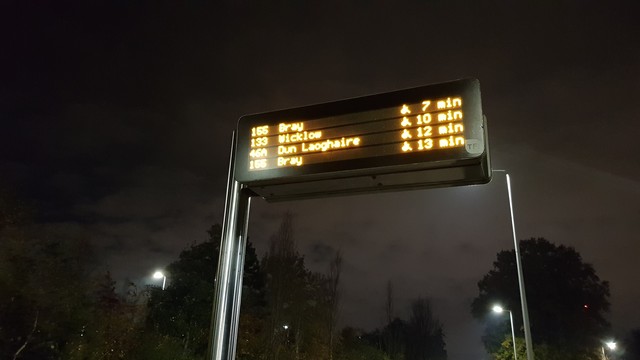 155 Bray 7 min
133 Wicklow 10 min
46A Dun Laoghaire 12 min
155 Bray 13 min